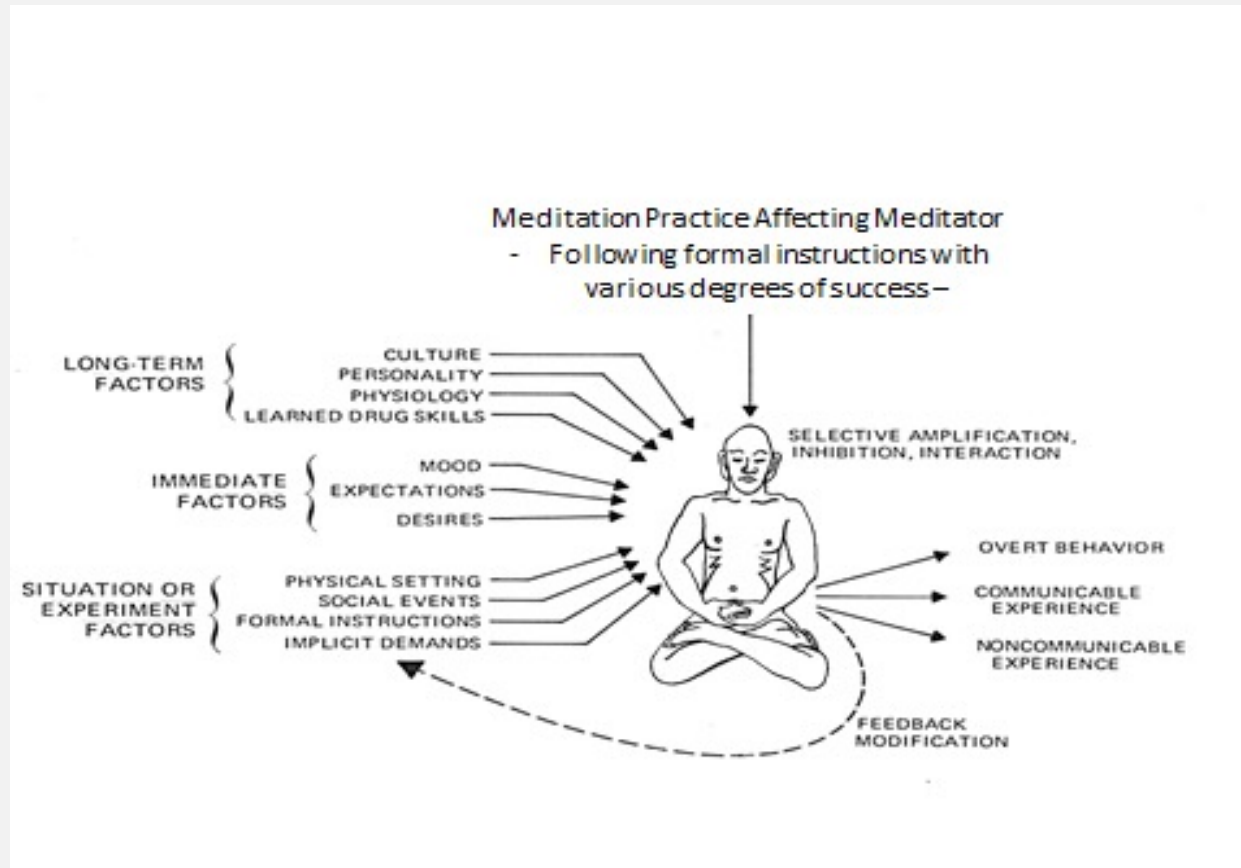 Meditation Practice Affecting Meditator
- Following formal instructions with
various degrees of success –
LONG-TERM
FACTORS
CULTURE
PERSONALITY
PHYSIOLOGY
LEARNED DRUG SKILLS
IMMEDIATE
FACTORS
MOOD
EXPECTATIONS
DESIRES
SITUATION OR
EXPERIMENT
FACTORS
PHYSICAL SETTING
SOCIAL EVENTS
FORMAL INSTRUCTIONS
IMPLICIT DEMANDS
SELECTIVE AMPLIFICATION,
INHIBITION, INTERACTION
OVERT BEHAVIOR
COMMUNICABLE
EXPERIENCE
NONCOMMUNICABLE
EXPERIENCE
FEEDBACK
MODIFICATION